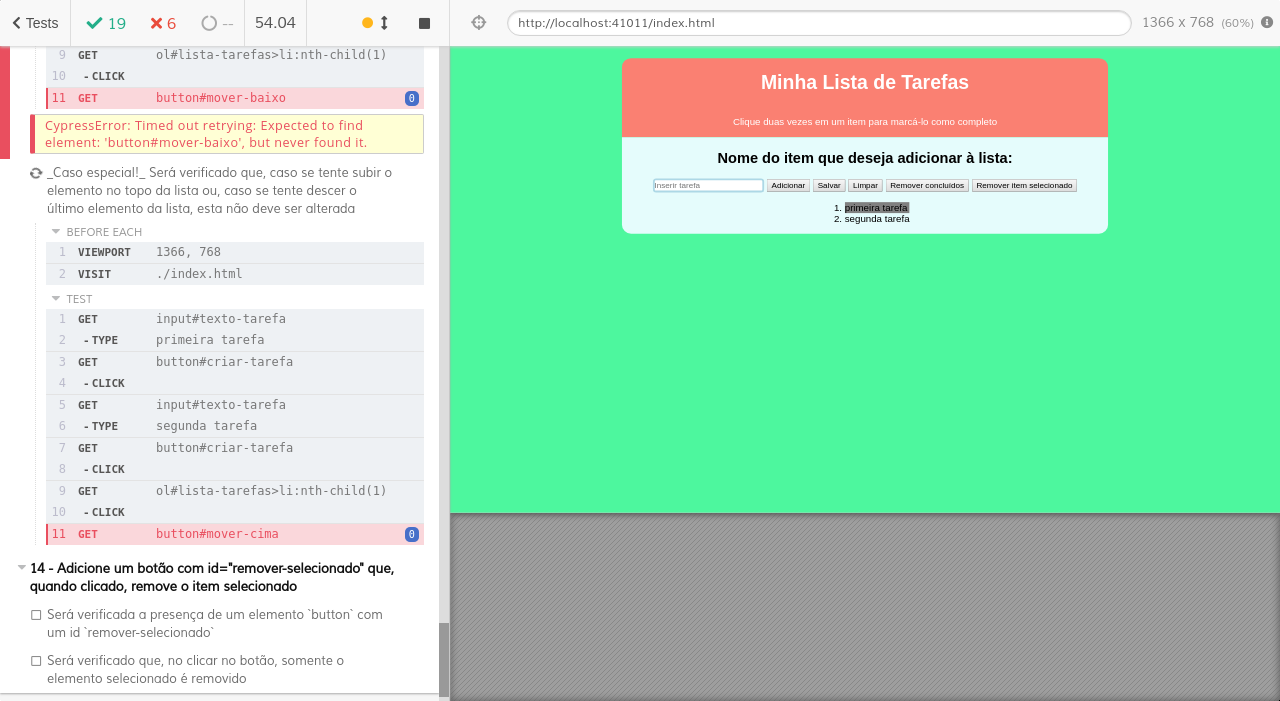 Tests
19
6
--
54.04
http://localhost:41011/index.html
1366 x 768 (60%)
9 GET ol#lista-tarefas>li:nth-child(1)
10 -CLICK
11 GET button#mover-baixo 0
CypressError: Timed out retrying: Expected to find
element: 'button#mover-baixo', but never found it.
_Caso especial!_ Será verificado que, caso se tente subir o
elemento no topo da lista ou, caso se tente descer o
último elemento da lista, esta não deve ser alterada
BEFORE EACH
1 VIEWPORT 1366, 768
2 VISIT ./index.html
TEST
1 GET input#texto-tarefa
2 -TYPE primeira tarefa
3 GET button#criar-tarefa
4 -CLICK
5 GET input#texto-tarefa
6 -TYPE segunda tarefa
7 GET button#criar-tarefa
8 -CLICK
9 GET ol#lista-tarefas>li:nth-child(1)
10 -CLICK
11 GET button#mover-cima 0
14 - Adicione um botão com id="remover-selecionado" que,
quando clicado, remove o item selecionado
Será verificada a presença de um elemento `button` com
um id `remover-selecionado`
Será verificado que, no clicar no botão, somente o
elemento selecionado é removido
Minha Lista de Tarefas
Clique duas vezes em um item para marcá-lo como completo
Nome do item que deseja adicionar à lista:
Inserir tarefa Adicionar Salvar Limpar Remover concluídos Remover item selecionado
1. primeira tarefa
2. segunda tarefa